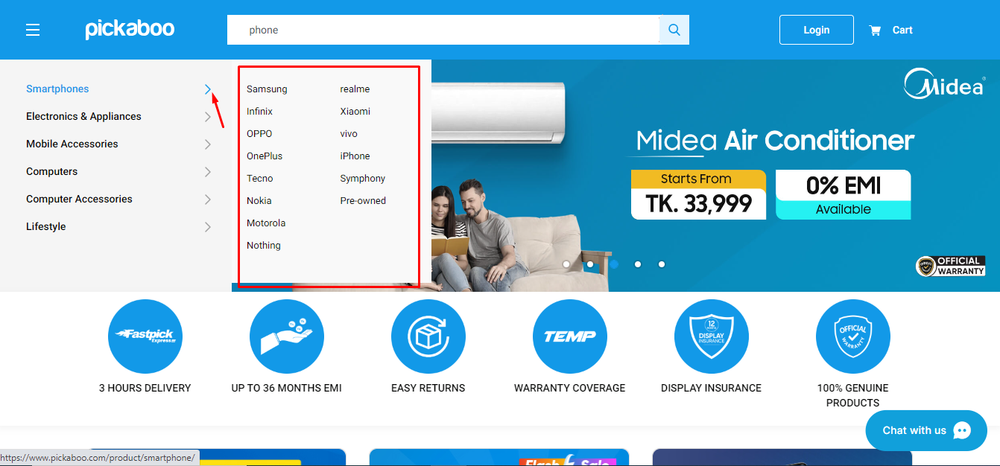 pickaboo
phone
Login
Cart
Smartphones
Electronics & Appliances
Mobile Accessories
Computers
Computer Accessories
Lifestyle
Samsung
realme
Infinix
Xiaomi
OPPO
vivo
OnePlus
iPhone
Tecno
Symphony
Nokia
Pre-owned
Motorola
Nothing
Midea
Midea Air Conditioner
Starts From
TK. 33,999
0% EMI
Available
OFFICIAL
WARRANTY
Fastpick
Express
TEMP
12
DISPLAY
INSURANCE
OFFICIAL
WARRANTY
3 HOURS DELIVERY
UP TO 36 MONTHS EMI
EASY RETURNS
WARRANTY COVERAGE
DISPLAY INSURANCE
100% GENUINE
PRODUCTS
Chat with us
https://www.pickaboo.com/product/smartphone/
Flash Sale